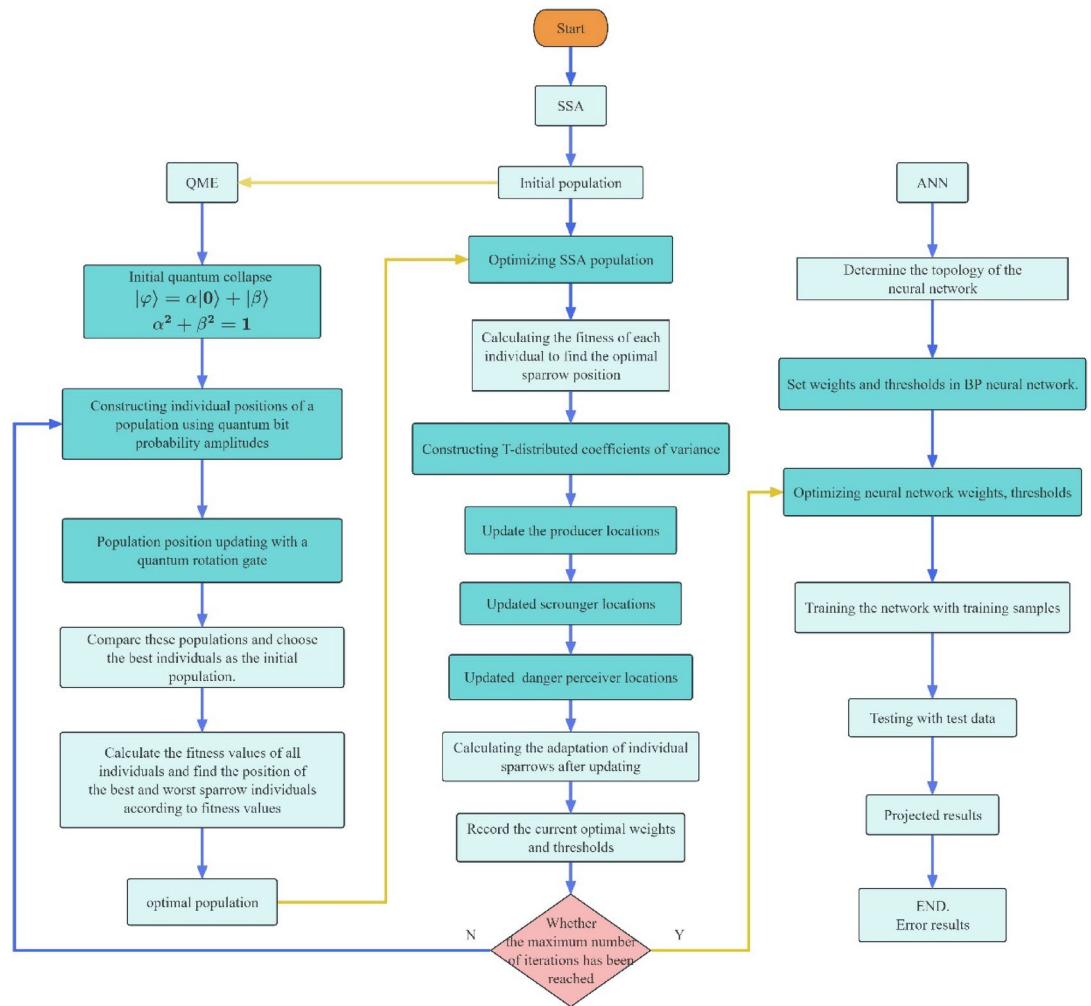 Start
SSA
Initial population
QME
Initial quantum collapse
|φ⟩ = α|0⟩ + |β⟩
α² + β² = 1
Constructing individual positions of a
population using quantum bit
probability amplitudes
Population position updating with a
quantum rotation gate
Compare these populations and choose
the best individuals as the initial
population.
Calculate the fitness values of all
individuals and find the position of
the best and worst sparrow individuals
according to fitness values
optimal population
Optimizing SSA population
Calculating the fitness of each
individual to find the optimal
sparrow position
Constructing T-distributed coefficients of variance
Update the producer locations
Updated scrounger locations
Updated danger perceiver locations
Calculating the adaptation of individual
sparrows after updating
Record the current optimal weights
and thresholds
Whether
the maximum number
of iterations has been
reached
N
Y
ANN
Determine the topology of the
neural network
Set weights and thresholds in BP neural network.
Optimizing neural network weights, thresholds
Training the network with training samples
Testing with test data
Projected results
END.
Error results